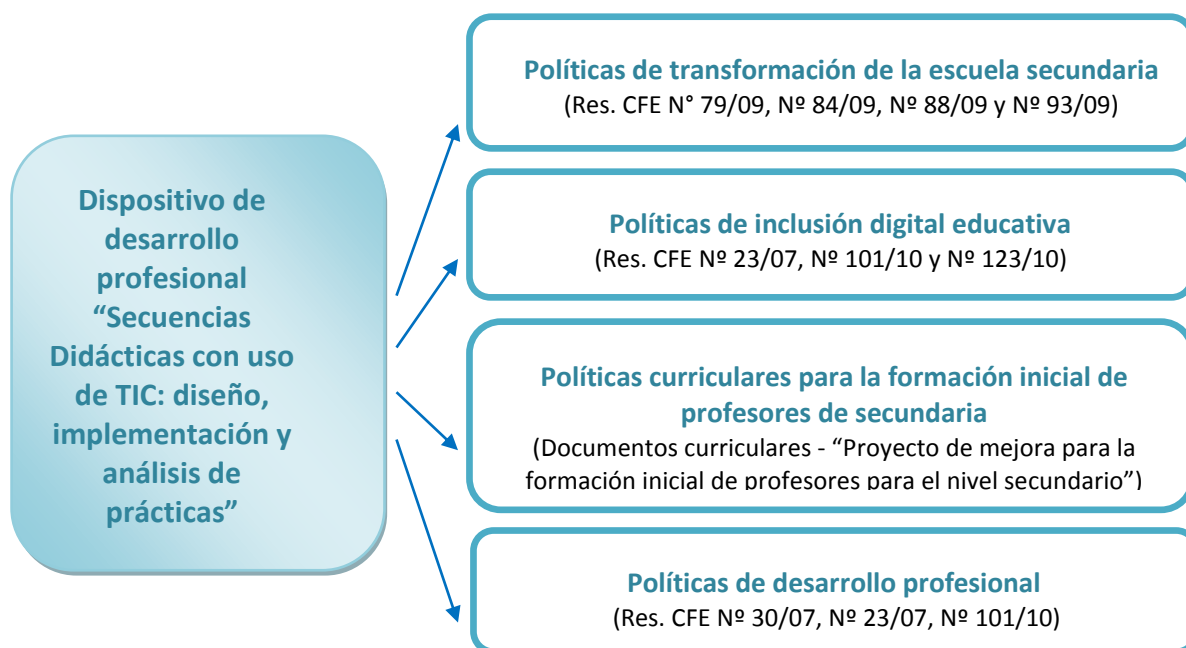 Dispositivo de
desarrollo
profesional
“Secuencias
Didácticas con uso
de TIC: diseño,
implementación y
análisis de
prácticas”
Políticas de transformación de la escuela secundaria
(Res. CFE N° 79/09, Nº 84/09, Nº 88/09 y Nº 93/09)
Políticas de inclusión digital educativa
(Res. CFE Nº 23/07, Nº 101/10 y Nº 123/10)
Políticas curriculares para la formación inicial de
profesores de secundaria
(Documentos curriculares - “Proyecto de mejora para la
formación inicial de profesores para el nivel secundario”)
Políticas de desarrollo profesional
(Res. CFE Nº 30/07, Nº 23/07, Nº 101/10)